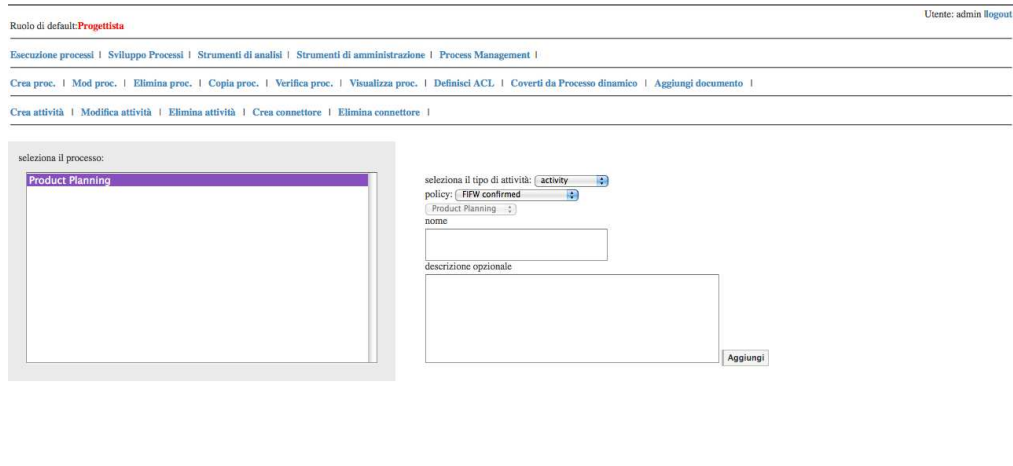 Utente: admin |logout
Ruolo di default:Progettista
Esecuzione processi | Sviluppo Processi | Strumenti di analisi | Strumenti di amministrazione | Process Management |
Crea proc. | Mod proc. | Elimina proc. | Copia proc. | Verifica proc. | Visualizza proc. | Definisci ACL | Coverti da Processo dinamico | Aggiungi documento |
Crea attività | Modifica attività | Elimina attività | Crea connettore | Elimina connettore |
seleziona il processo:
Product Planning
seleziona il tipo di attività: activity
policy: FIFW confirmed
Product Planning
nome
descrizione opzionale
Aggiungi